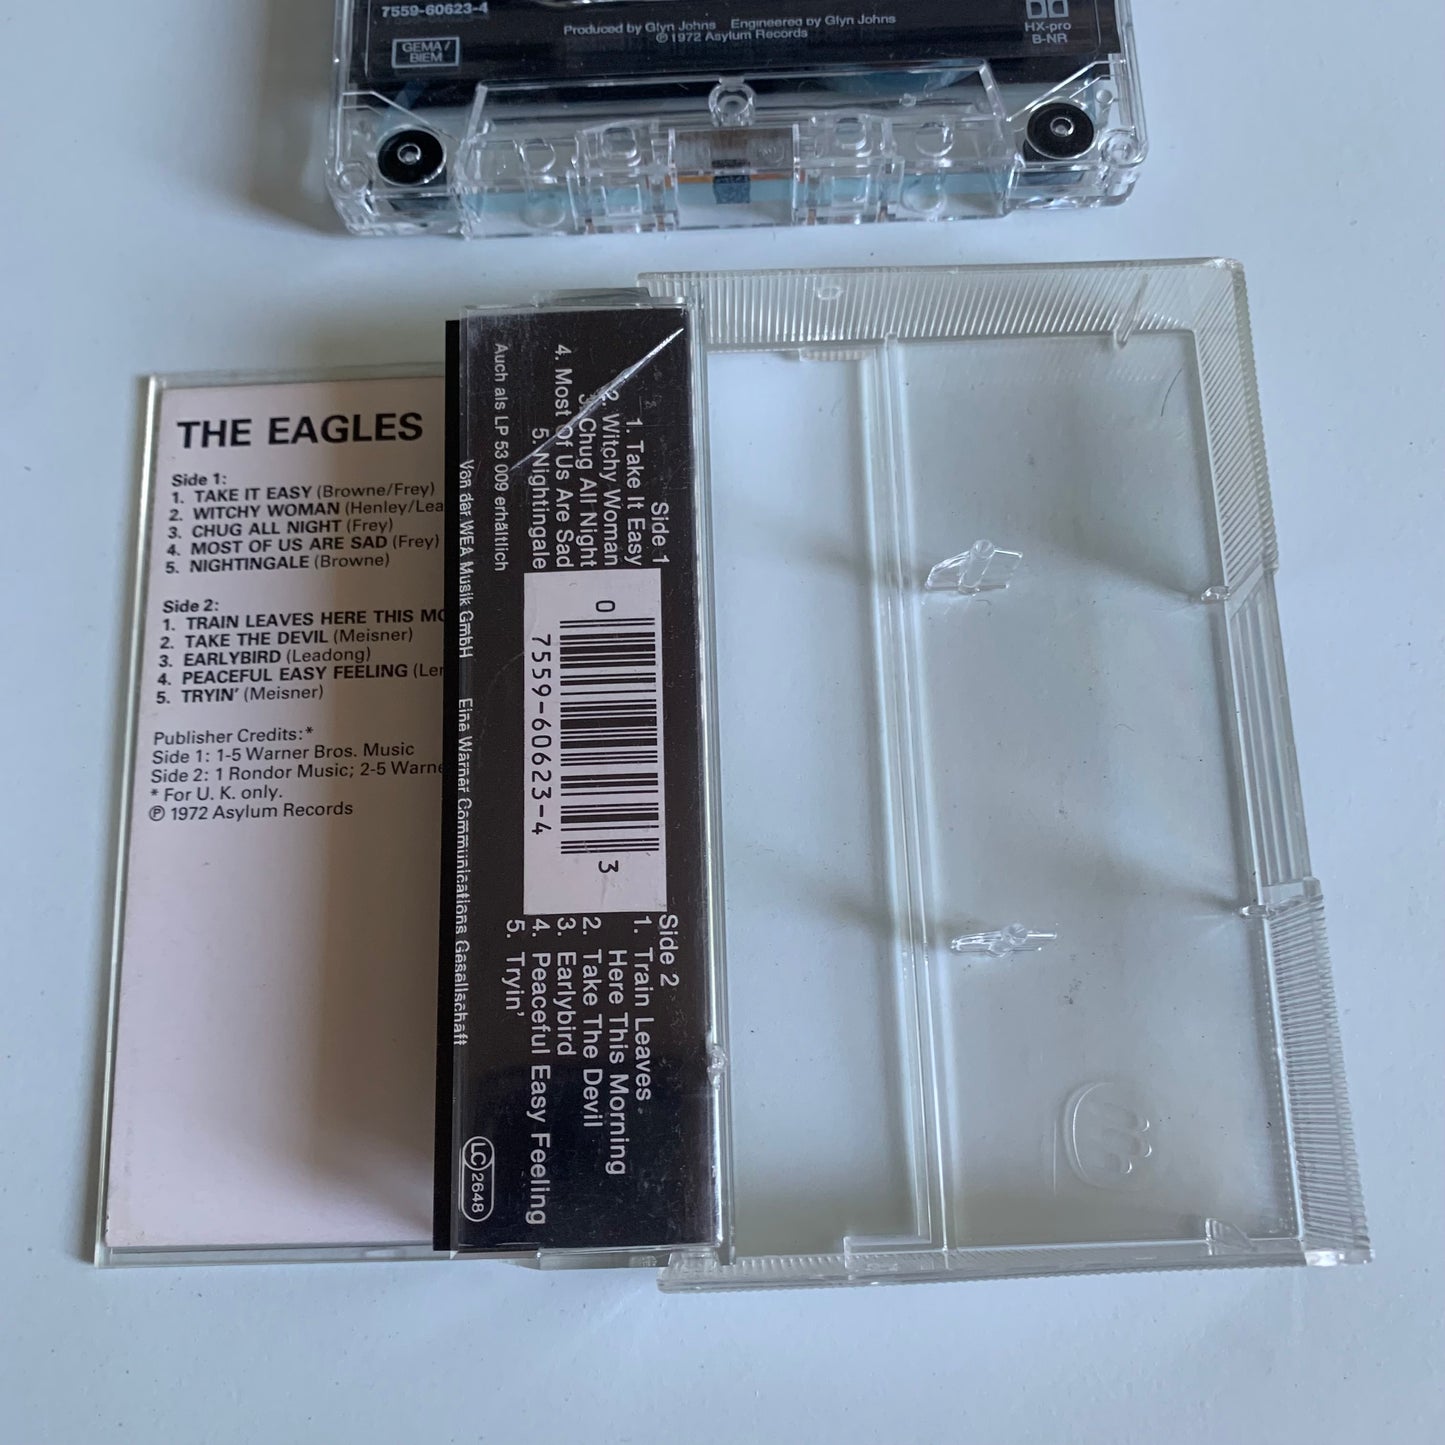 7559-60623-4
Produced by Glyn Johns Engineered by Glyn Johns
℗ 1972 Asylum Records
GEMA/
BIEM
HX-pro
B-NR
THE EAGLES
Side 1:
1. TAKE IT EASY (Browne/Frey)
2. WITCHY WOMAN (Henley/Lea
3. CHUG ALL NIGHT (Frey)
4. MOST OF US ARE SAD (Frey)
5. NIGHTINGALE (Browne)
Side 2:
1. TRAIN LEAVES HERE THIS MO
2. TAKE THE DEVIL (Meisner)
3. EARLYBIRD (Leadong)
4. PEACEFUL EASY FEELING (Ler
5. TRYIN' (Meisner)
Publisher Credits:*
Side 1: 1-5 Warner Bros. Music
Side 2: 1 Rondor Music; 2-5 Warne
* For U. K. only.
℗ 1972 Asylum Records
Side 1
1. Take It Easy
2. Witchy Woman
3. Chug All Night
4. Most Of Us Are Sad
5. Nightingale
Auch als LP 53 009 erhältlich
Von der WEA Musik GmbH Eine Warner Communications Gesellschaft
0
7559-60623-4
3
Side 2
1. Train Leaves
Here This Morning
2. Take The Devil
3. Earlybird
4. Peaceful Easy Feeling
5. Tryin'
LC 2648